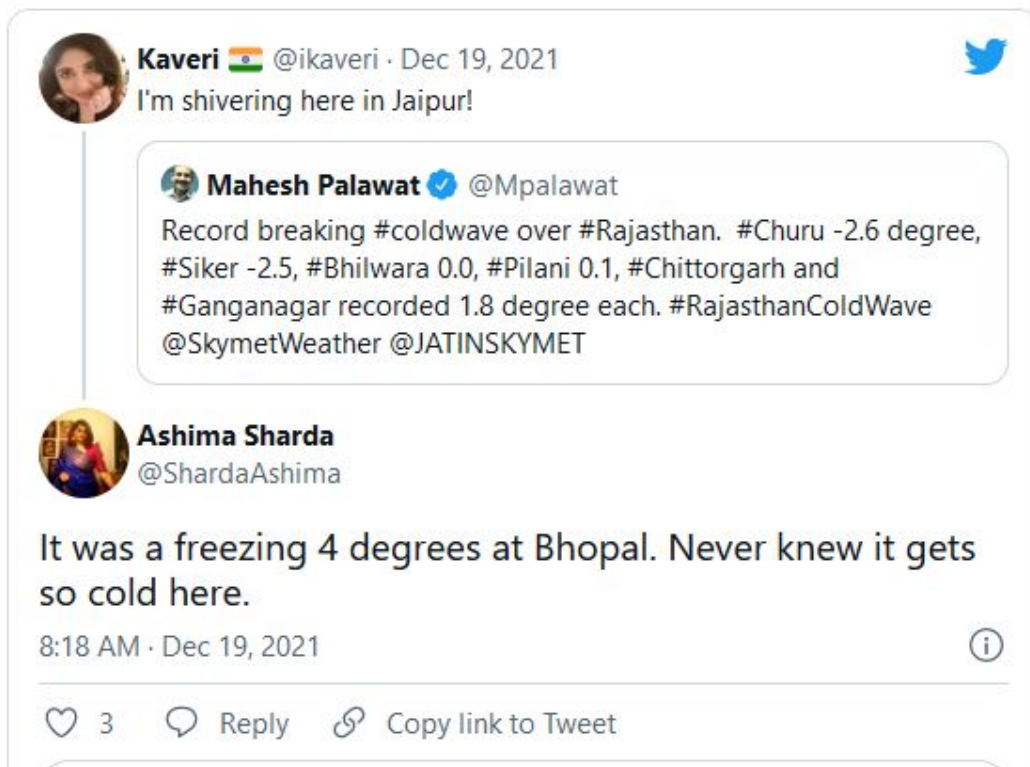 Kaveri 🇮🇳 @ikaveri · Dec 19, 2021
I'm shivering here in Jaipur!
Mahesh Palawat @Mpalawat
Record breaking #coldwave over #Rajasthan. #Churu -2.6 degree,
#Siker -2.5, #Bhilwara 0.0, #Pilani 0.1, #Chittorgarh and
#Ganganagar recorded 1.8 degree each. #RajasthanColdWave
@SkymetWeather @JATINSKYMET
Ashima Sharda
@ShardaAshima
It was a freezing 4 degrees at Bhopal. Never knew it gets
so cold here.
8:18 AM · Dec 19, 2021
3 Reply Copy link to Tweet